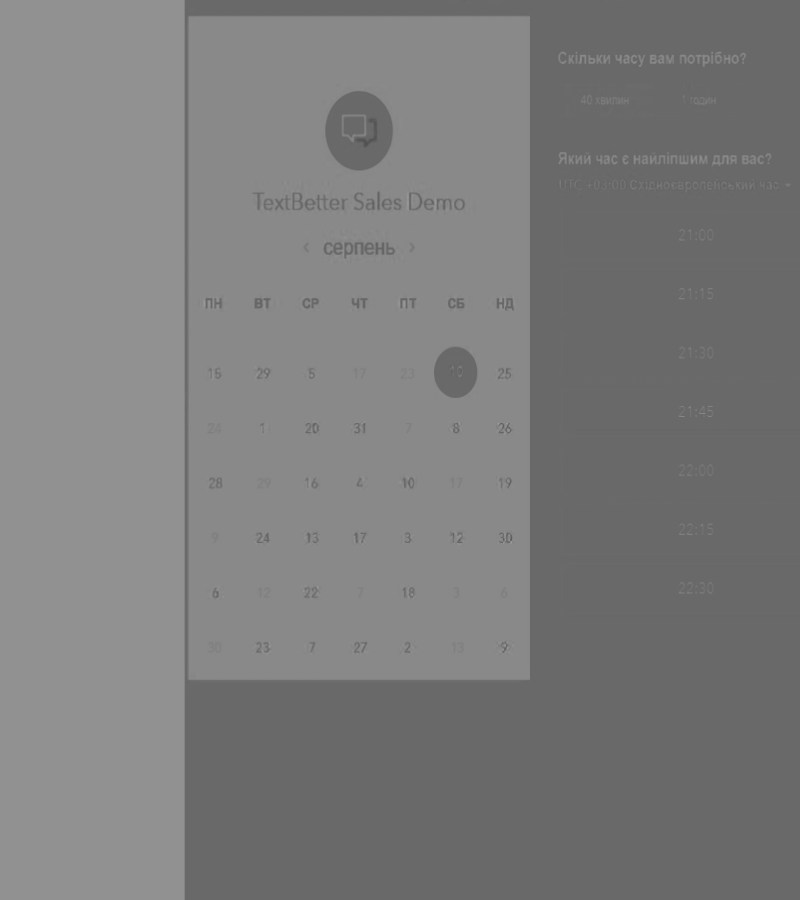 TextBetter Sales Demo
‹ серпень ›
ПН ВТ СР ЧТ ПТ СБ НД
15 29 5 17 23 25
24 1 20 31 7 8 26
28 29 16 4 10 17 19
9 24 13 17 3 12 30
6 12 22 7 18 3 6
30 23 7 27 2 13 9
Скільки часу вам потрібно?
40 хвилин 1 годин
Який час є найліпшим для вас?
UTC +03:00 Східноєвропейський час
21:00
21:15
21:30
21:45
22:00
22:15
22:30